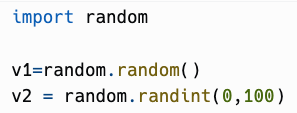 import random

v1=random.random()
v2 = random.randint(0,100)